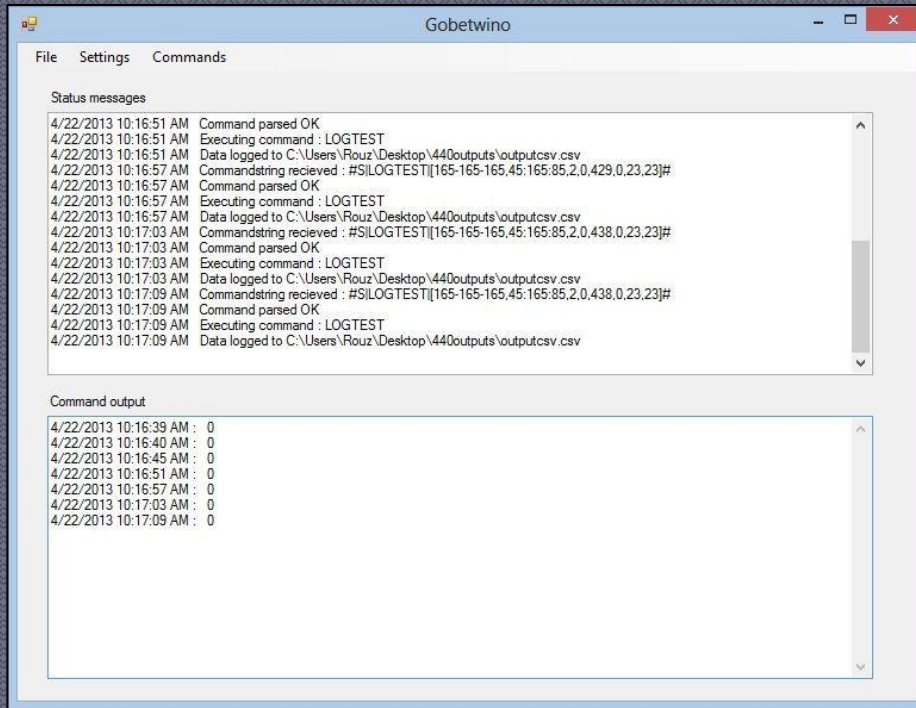 Gobetwino
File Settings Commands
Status messages
4/22/2013 10:16:51 AM Command parsed OK
4/22/2013 10:16:51 AM Executing command : LOGTEST
4/22/2013 10:16:51 AM Data logged to C:\Users\Rouz\Desktop\440outputs\outputcsv.csv
4/22/2013 10:16:57 AM Commandstring recieved : #S|LOGTEST|[165-165-165,45:165:85,2,0,429,0,23,23]#
4/22/2013 10:16:57 AM Command parsed OK
4/22/2013 10:16:57 AM Executing command : LOGTEST
4/22/2013 10:16:57 AM Data logged to C:\Users\Rouz\Desktop\440outputs\outputcsv.csv
4/22/2013 10:17:03 AM Commandstring recieved : #S|LOGTEST|[165-165-165,45:165:85,2,0,438,0,23,23]#
4/22/2013 10:17:03 AM Command parsed OK
4/22/2013 10:17:03 AM Executing command : LOGTEST
4/22/2013 10:17:03 AM Data logged to C:\Users\Rouz\Desktop\440outputs\outputcsv.csv
4/22/2013 10:17:09 AM Commandstring recieved : #S|LOGTEST|[165-165-165,45:165:85,2,0,438,0,23,23]#
4/22/2013 10:17:09 AM Command parsed OK
4/22/2013 10:17:09 AM Executing command : LOGTEST
4/22/2013 10:17:09 AM Data logged to C:\Users\Rouz\Desktop\440outputs\outputcsv.csv
Command output
4/22/2013 10:16:39 AM : 0
4/22/2013 10:16:40 AM : 0
4/22/2013 10:16:45 AM : 0
4/22/2013 10:16:51 AM : 0
4/22/2013 10:16:57 AM : 0
4/22/2013 10:17:03 AM : 0
4/22/2013 10:17:09 AM : 0